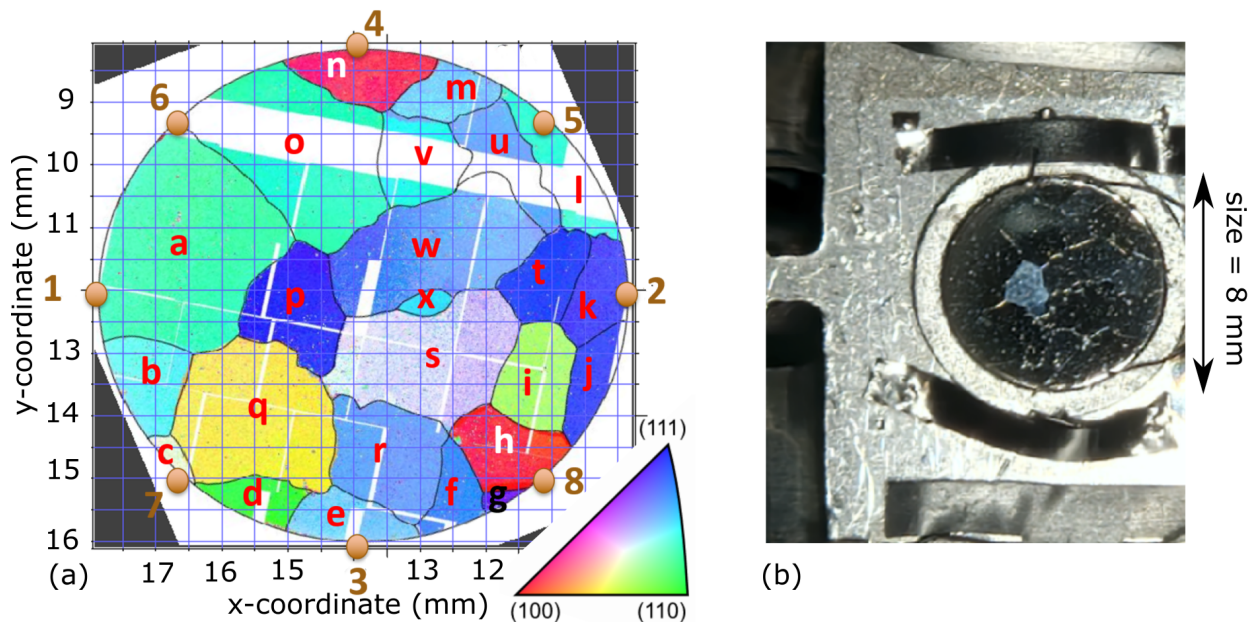 4
n
m
6
5
9
o
v
u
10
l
11
a
w
t
1
p
x
k
2
y-coordinate (mm)
13
b
s
i
j
14
q
r
h
(111)
c
15
7
d
e
f
g
8
16
(a)
17 16 15 13 12
3
x-coordinate (mm)
(100)
(110)
size = 8 mm
(b)